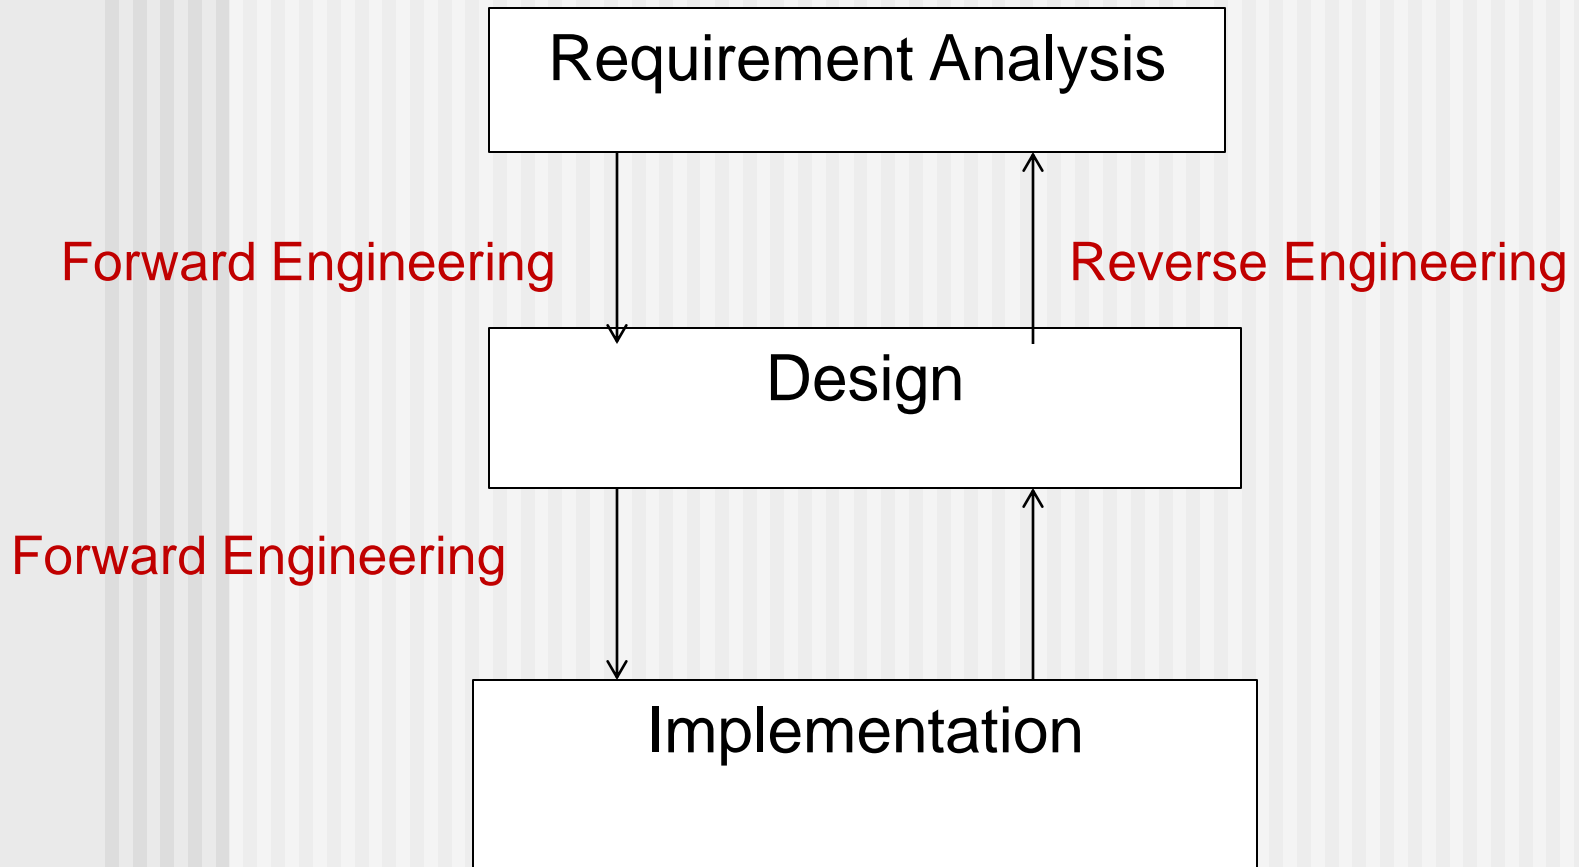 Requirement Analysis
Forward Engineering
Reverse Engineering
Design
Forward Engineering
Implementation